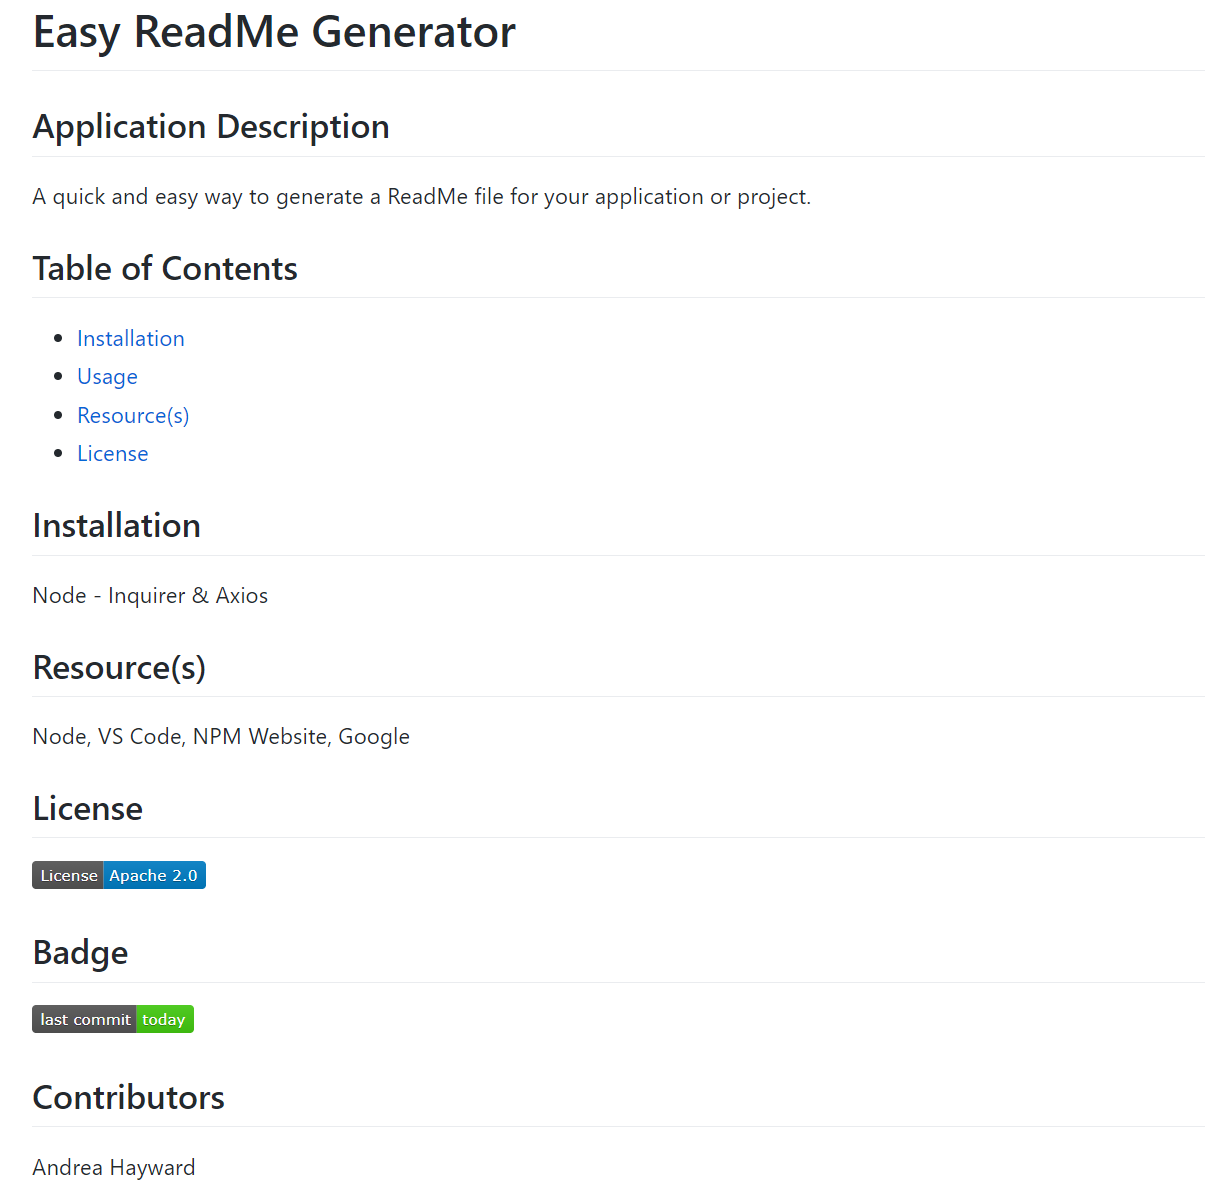 Easy ReadMe Generator
Application Description
A quick and easy way to generate a ReadMe file for your application or project.
Table of Contents
Installation
Usage
Resource(s)
License
Installation
Node - Inquirer & Axios
Resource(s)
Node, VS Code, NPM Website, Google
License
License Apache 2.0
Badge
last commit today
Contributors
Andrea Hayward